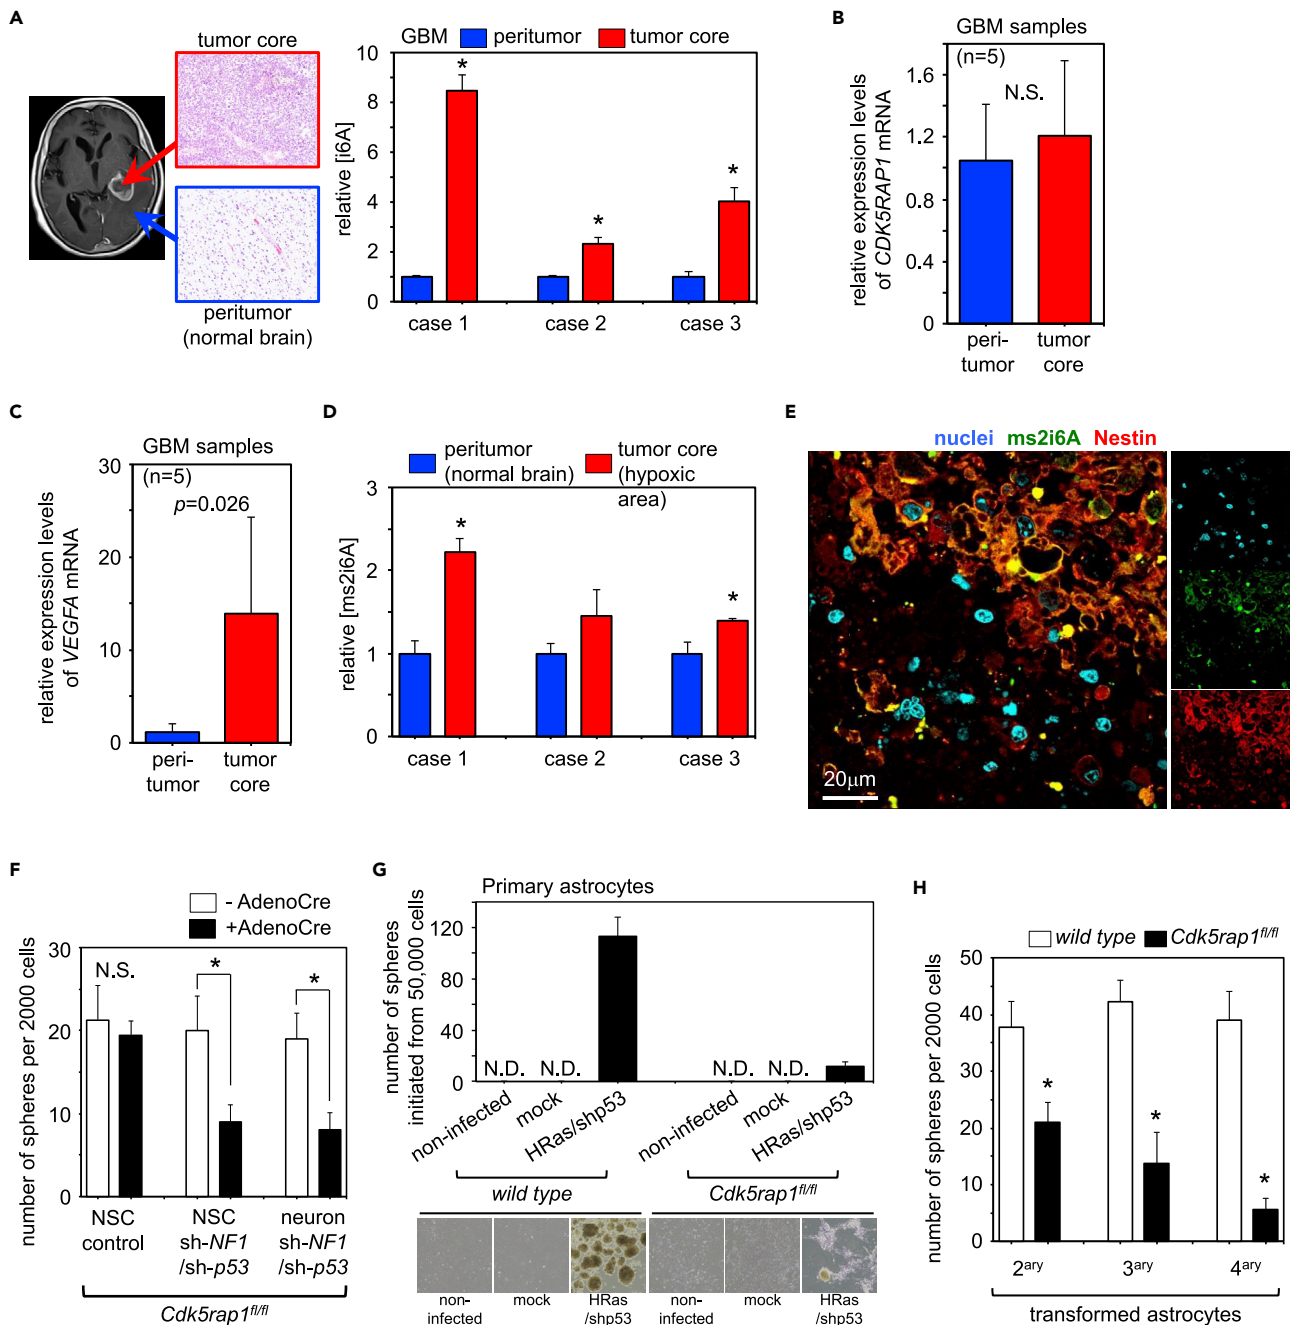 A
tumor core
peritumor
(normal brain)
GBM peritumor tumor core
relative [i6A]
10
8
6
4
2
0
*
*
*
case 1
case 2
case 3
B
GBM samples
(n=5)
N.S.
relative expression levels
of CDK5RAP1 mRNA
1.6
1.2
0.8
0.4
0
peri-
tumor
tumor
core
C
GBM samples
(n=5)
p=0.026
relative expression levels
of VEGFA mRNA
30
20
10
0
peri-
tumor
tumor
core
D
peritumor
(normal brain)
tumor core
(hypoxic
area)
relative [ms2i6A]
3
2
1
0
*
*
case 1
case 2
case 3
E
nuclei ms2i6A Nestin
20μm
F
- AdenoCre
+AdenoCre
number of spheres per 2000 cells
30
20
10
0
N.S.
*
*
NSC
control
NSC
sh-NF1
/sh-p53
neuron
sh-NF1
/sh-p53
Cdk5rap1fl/fl
G
Primary astrocytes
number of spheres
initiated from 50,000 cells
120
80
40
0
N.D.
N.D.
N.D.
N.D.
non-infected
mock
HRas/shp53
non-infected
mock
HRas/shp53
wild type
Cdk5rap1fl/fl
non-
infected
mock
HRas
/shp53
non-
infected
mock
HRas
/shp53
H
wild type Cdk5rap1fl/fl
number of spheres per 2000 cells
50
40
30
20
10
0
*
*
*
2ary
3ary
4ary
transformed astrocytes